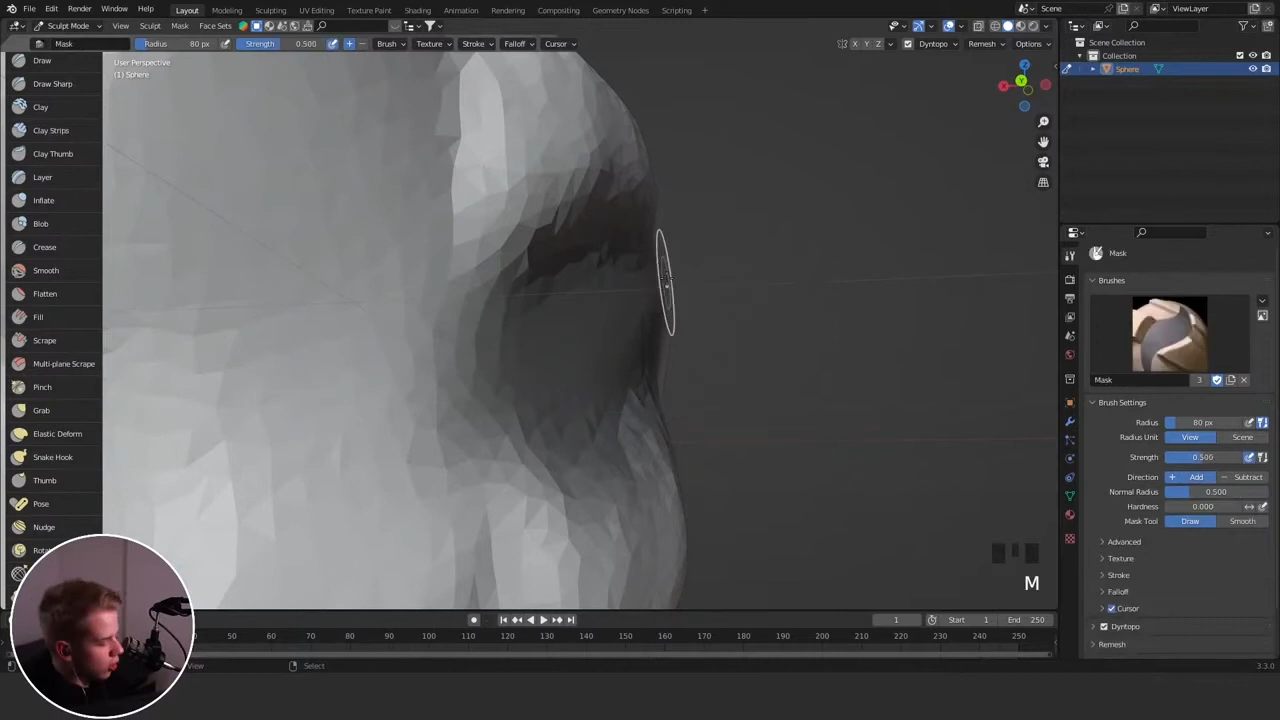 File Edit Render Window Help Layout Modeling Sculpting UV Editing Texture Paint Shading Animation Rendering Compositing Geometry Nodes Scripting + Scene ViewLayer
Sculpt Mode View Sculpt Mask Face Sets
Mask Radius 80 px Strength 0.500 + − Brush Texture Stroke Falloff Cursor X Y Z Dyntopo Remesh Options
Scene Collection
Collection
Sphere
User Perspective
(1) Sphere
Draw
Draw Sharp
Clay
Clay Strips
Clay Thumb
Layer
Inflate
Blob
Crease
Smooth
Flatten
Fill
Scrape
Multi-plane Scrape
Pinch
Grab
Elastic Deform
Snake Hook
Thumb
Pose
Nudge
Z
Y
X
M
Mask
Brushes
Mask 3
Brush Settings
Radius 80 px
Radius Unit View Scene
Strength 0.500
Direction + Add − Subtract
Normal Radius 0.500
Hardness 0.000
Mask Tool Draw Smooth
Advanced
Texture
Stroke
Falloff
Cursor
Dyntopo
Remesh
1 Start 1 End 250
50 60 70 80 90 100 110 120 130 140 150 160 170 180 190 200 210 220 230 240 250
View Select 3.3.0